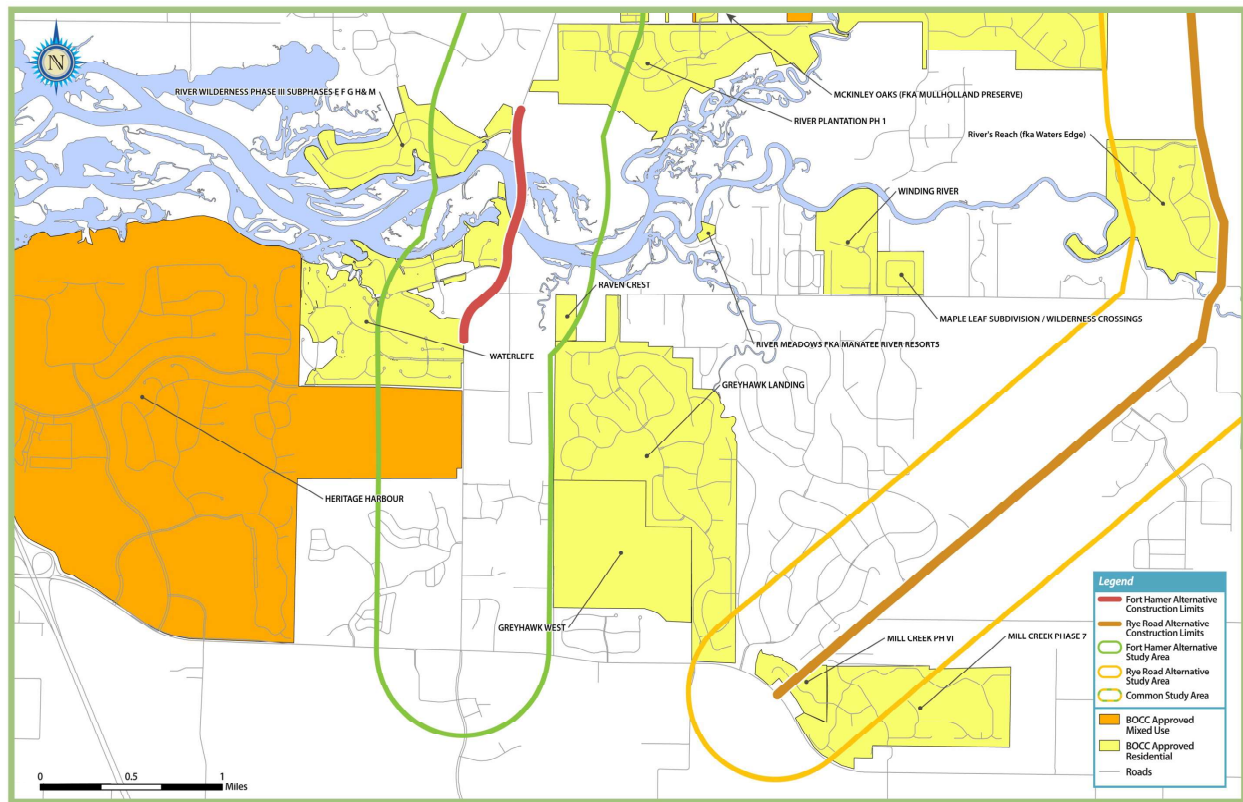 N
RIVER WILDERNESS PHASE III SUBPHASES E F G H& M
MCKINLEY OAKS (FKA MULLHOLLAND PRESERVE)
RIVER PLANTATION PH 1
River's Reach (fka Waters Edge)
WINDING RIVER
RAVEN CREST
MAPLE LEAF SUBDIVISION / WILDERNESS CROSSINGS
RIVER MEADOWS FKA MANATEE RIVER RESORTS
WATERLEFE
GREYHAWK LANDING
HERITAGE HARBOUR
GREYHAWK WEST
MILL CREEK PH VI
MILL CREEK PHASE 7
Legend
Fort Hamer Alternative
Construction Limits
Rye Road Alternative
Construction Limits
Fort Hamer Alternative
Study Area
Rye Road Alternative
Study Area
Common Study Area
BOCC Approved
Mixed Use
BOCC Approved
Residential
Roads
0 0.5 1
Miles